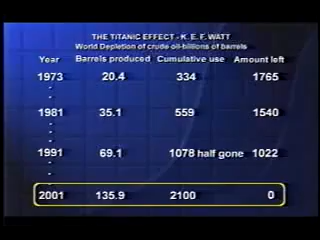 THE TITANIC EFFECT - K. E. F. WATT
World Depletion of crude oil-billions of barrels
Year Barrels produced Cumulative use Amount left
1973 20.4 334 1765
1981 35.1 559 1540
1991 69.1 1078 half gone 1022
2001 135.9 2100 0